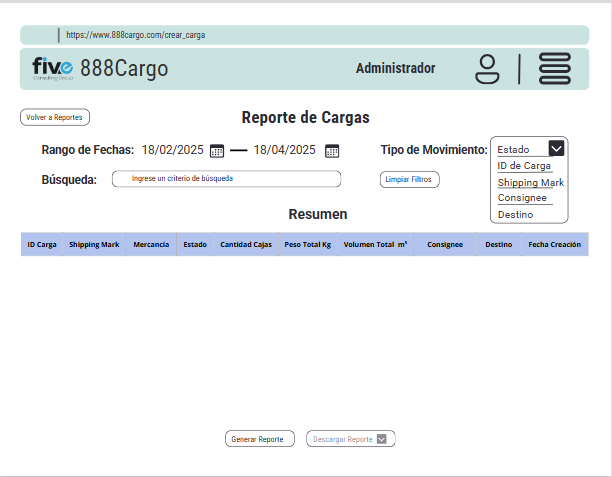 https://www.888cargo.com/crear_carga
five
Consulting Group
888Cargo
Administrador
Volver a Reportes
Reporte de Cargas
Rango de Fechas: 18/02/2025 — 18/04/2025
Tipo de Movimiento:
Estado
ID de Carga
Shipping Mark
Consignee
Destino
Búsqueda:
Ingrese un criterio de búsqueda
Limpiar Filtros
Resumen
ID Carga Shipping Mark Mercancía Estado Cantidad Cajas Peso Total Kg Volumen Total m³ Consignee Destino Fecha Creación
Generar Reporte
Descargar Reporte